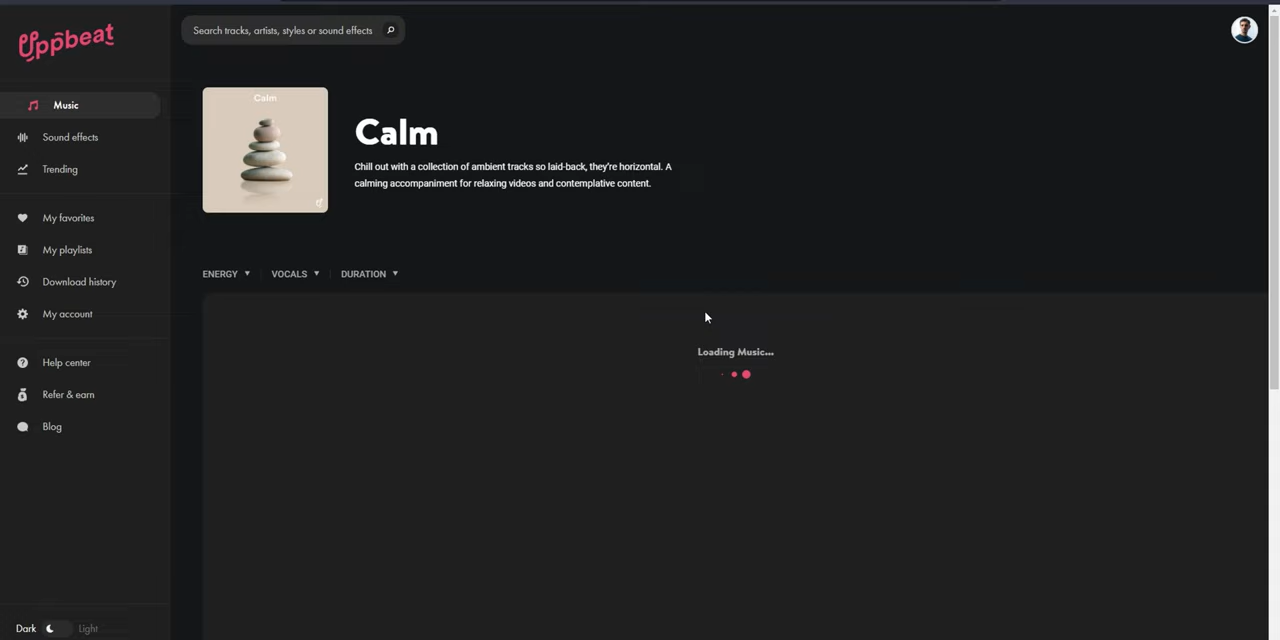 Uppbeat
Search tracks, artists, styles or sound effects
Music
Sound effects
Trending
My favorites
My playlists
Download history
My account
Help center
Refer & earn
Blog
Dark
Light
Calm
Calm
Chill out with a collection of ambient tracks so laid-back, they're horizontal. A
calming accompaniment for relaxing videos and contemplative content.
ENERGY
VOCALS
DURATION
Loading Music...